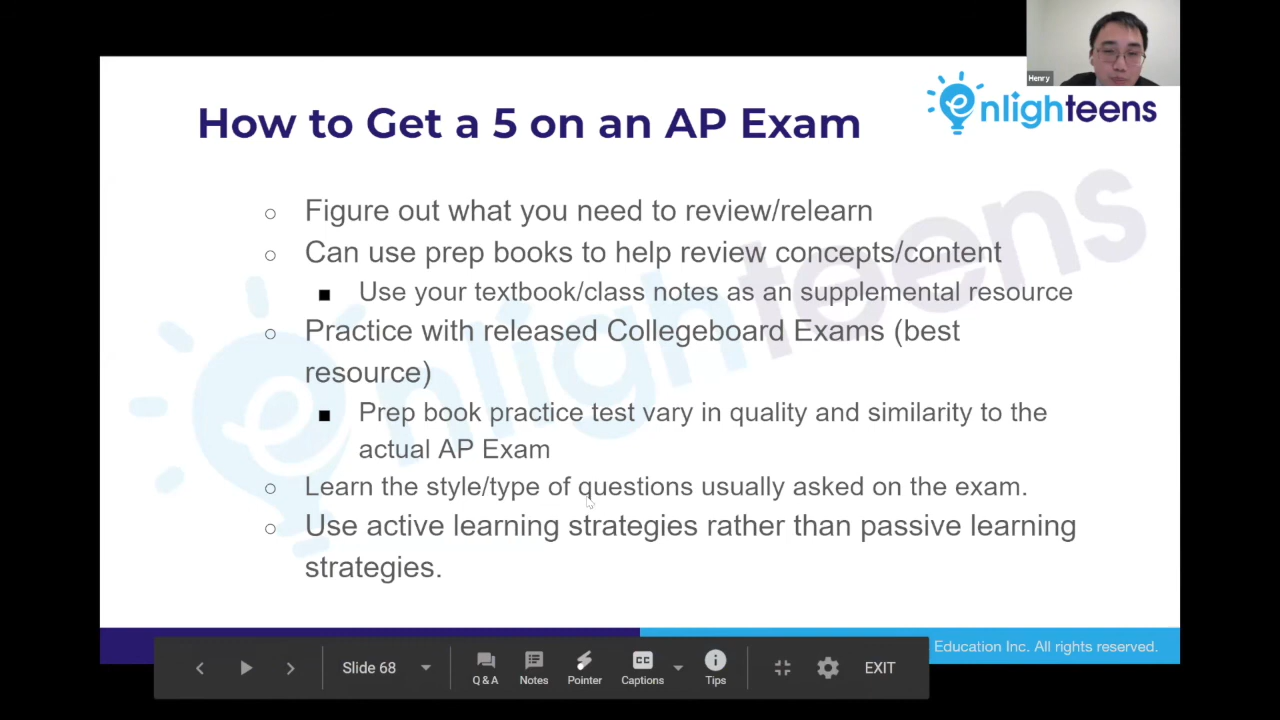 Henry
enlighteens
How to Get a 5 on an AP Exam
enlighteens
○ Figure out what you need to review/relearn
○ Can use prep books to help review concepts/content
■ Use your textbook/class notes as an supplemental resource
○ Practice with released Collegeboard Exams (best
resource)
■ Prep book practice test vary in quality and similarity to the
actual AP Exam
○ Learn the style/type of questions usually asked on the exam.
○ Use active learning strategies rather than passive learning
strategies.
Education Inc. All rights reserved.
Slide 68
Q & A
Notes
Pointer
CC
Captions
Tips
EXIT